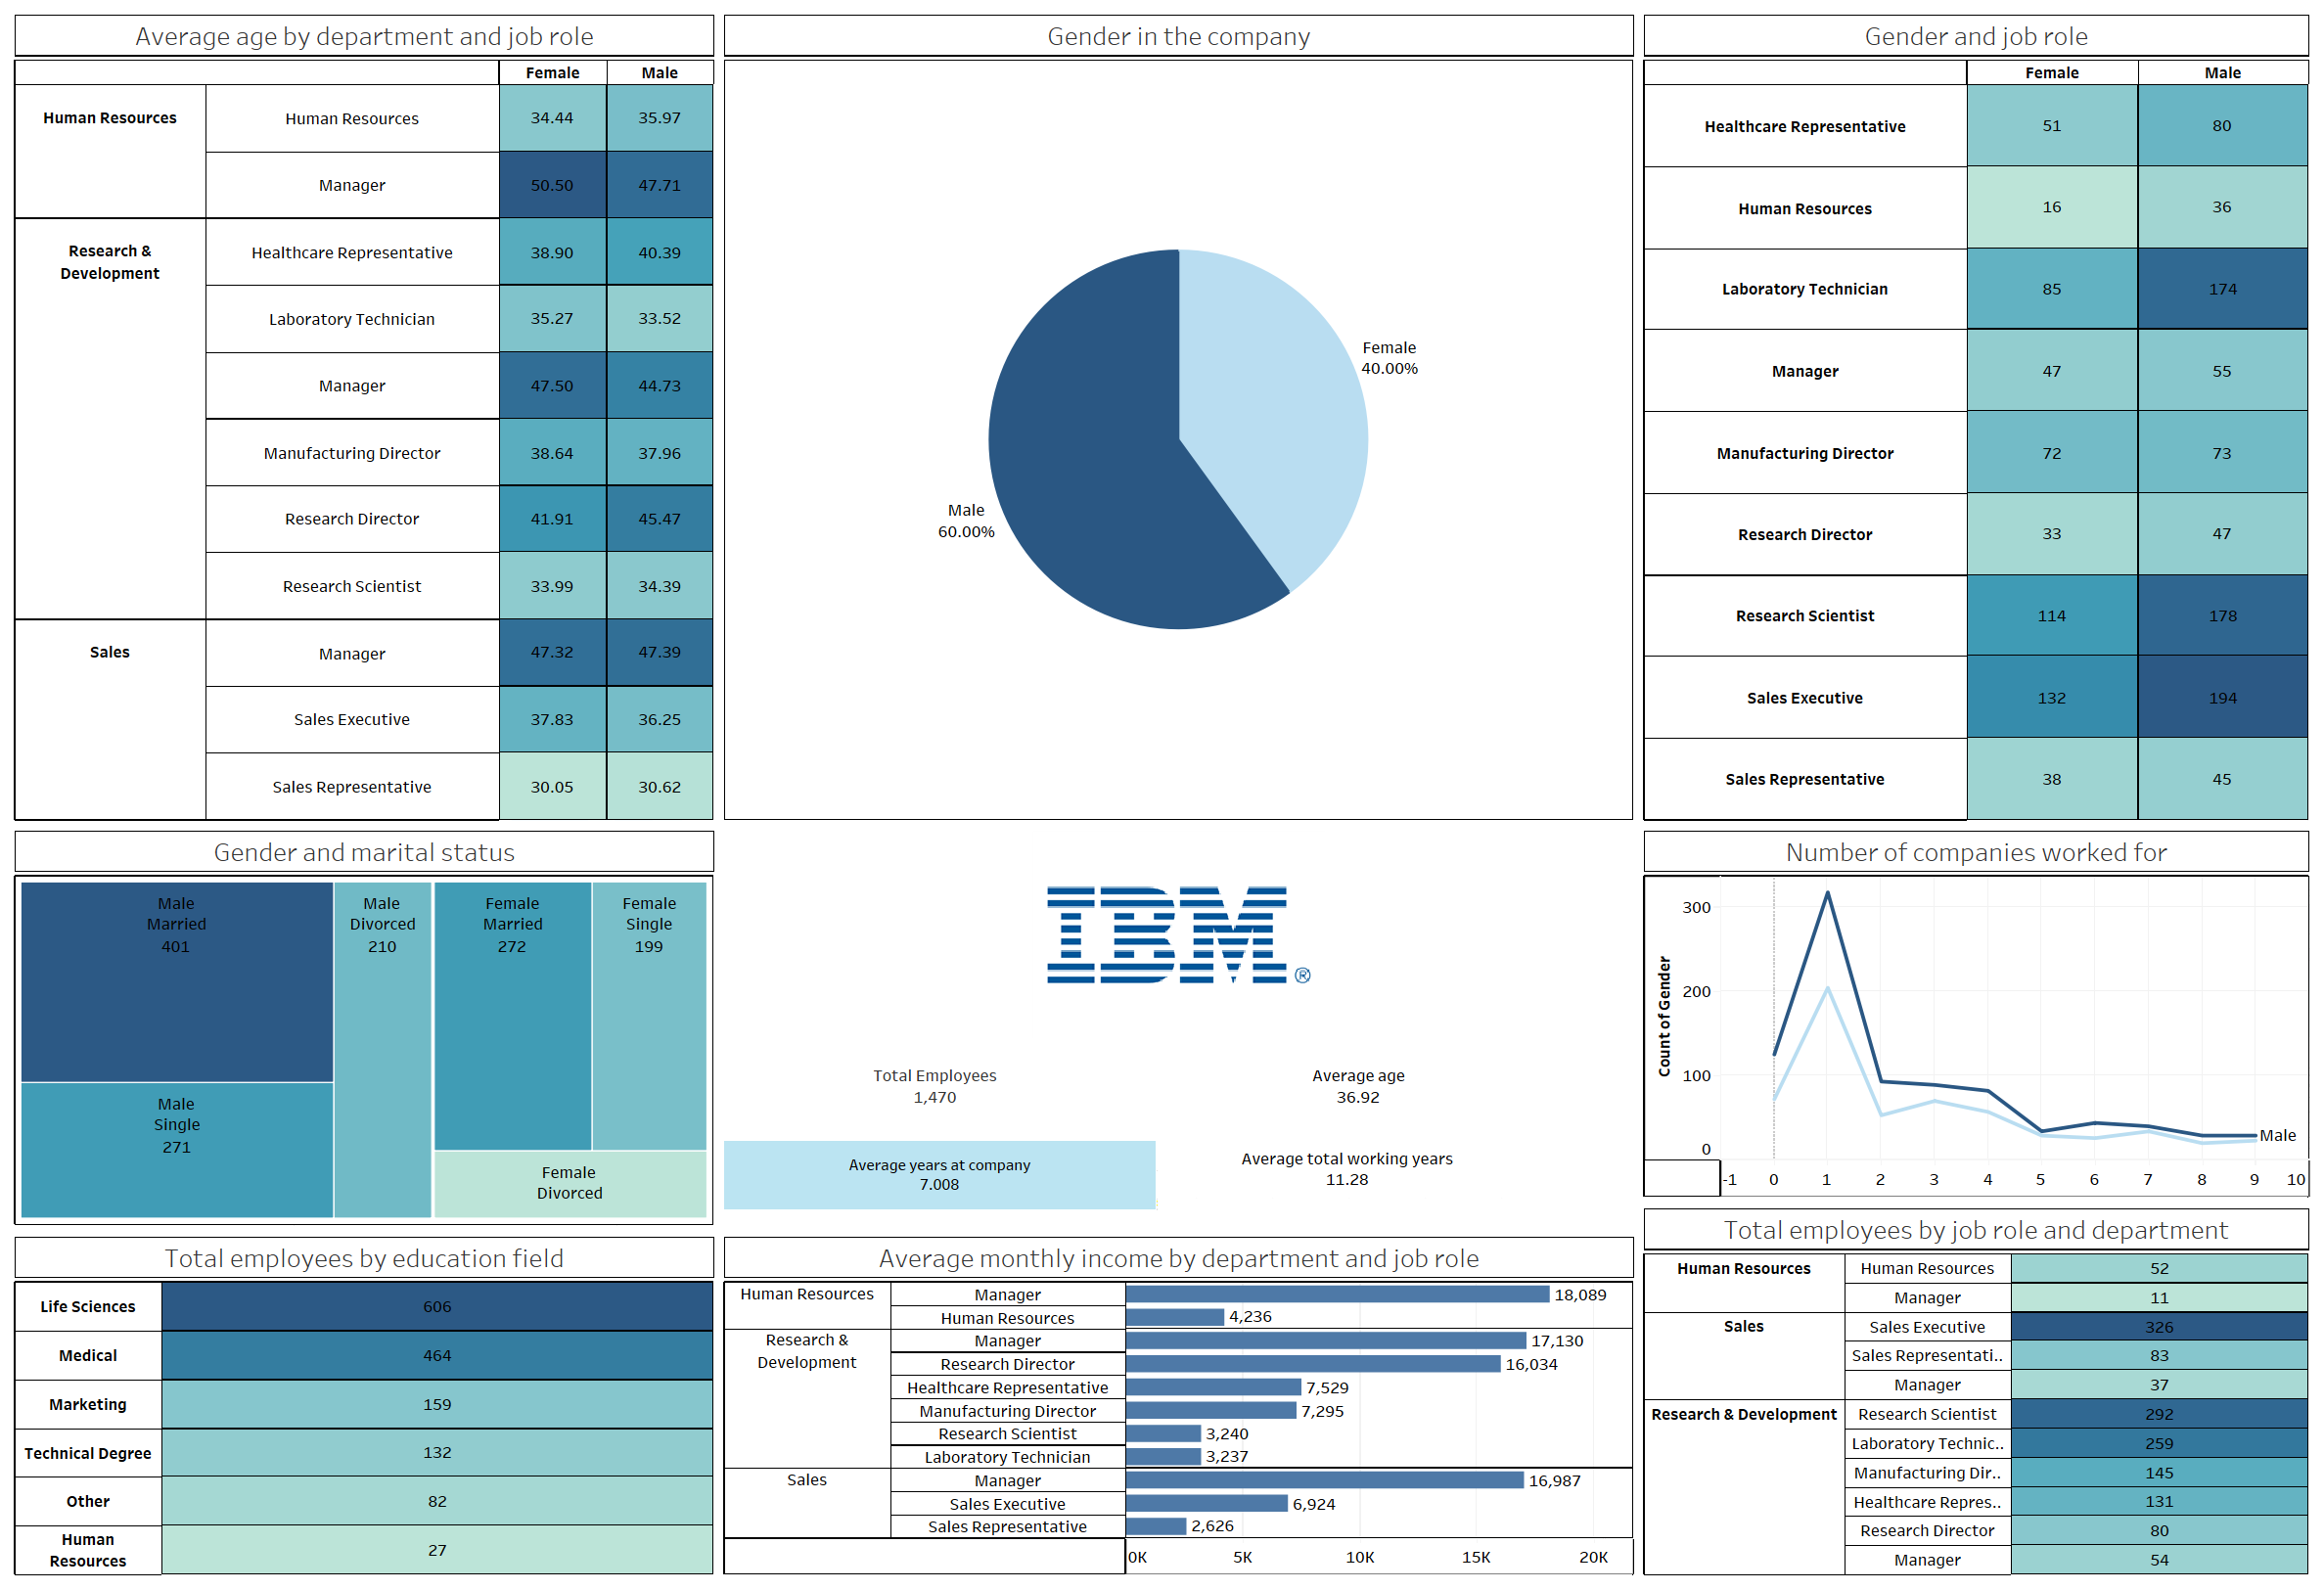 Average age by department and job role
Female Male
Human Resources Human Resources 34.44 35.97
Manager 50.50 47.71
Research & Development Healthcare Representative 38.90 40.39
Laboratory Technician 35.27 33.52
Manager 47.50 44.73
Manufacturing Director 38.64 37.96
Research Director 41.91 45.47
Research Scientist 33.99 34.39
Sales Manager 47.32 47.39
Sales Executive 37.83 36.25
Sales Representative 30.05 30.62
Gender in the company
Female
40.00%
Male
60.00%
Gender and job role
Female Male
Healthcare Representative 51 80
Human Resources 16 36
Laboratory Technician 85 174
Manager 47 55
Manufacturing Director 72 73
Research Director 33 47
Research Scientist 114 178
Sales Executive 132 194
Sales Representative 38 45
Gender and marital status
Male
Married
401
Male
Divorced
210
Female
Married
272
Female
Single
199
Male
Single
271
Female
Divorced
IBM®
Total Employees
1,470
Average age
36.92
Average years at company
7.008
Average total working years
11.28
Number of companies worked for
Count of Gender
300
200
100
0
Male
-1 0 1 2 3 4 5 6 7 8 9 10
Total employees by education field
Life Sciences 606
Medical 464
Marketing 159
Technical Degree 132
Other 82
Human
Resources 27
Average monthly income by department and job role
Human Resources Manager 18,089
Human Resources 4,236
Research &
Development Manager 17,130
Research Director 16,034
Healthcare Representative 7,529
Manufacturing Director 7,295
Research Scientist 3,240
Laboratory Technician 3,237
Sales Manager 16,987
Sales Executive 6,924
Sales Representative 2,626
0K 5K 10K 15K 20K
Total employees by job role and department
Human Resources Human Resources 52
Manager 11
Sales Sales Executive 326
Sales Representati.. 83
Manager 37
Research & Development Research Scientist 292
Laboratory Technic.. 259
Manufacturing Dir.. 145
Healthcare Repres.. 131
Research Director 80
Manager 54